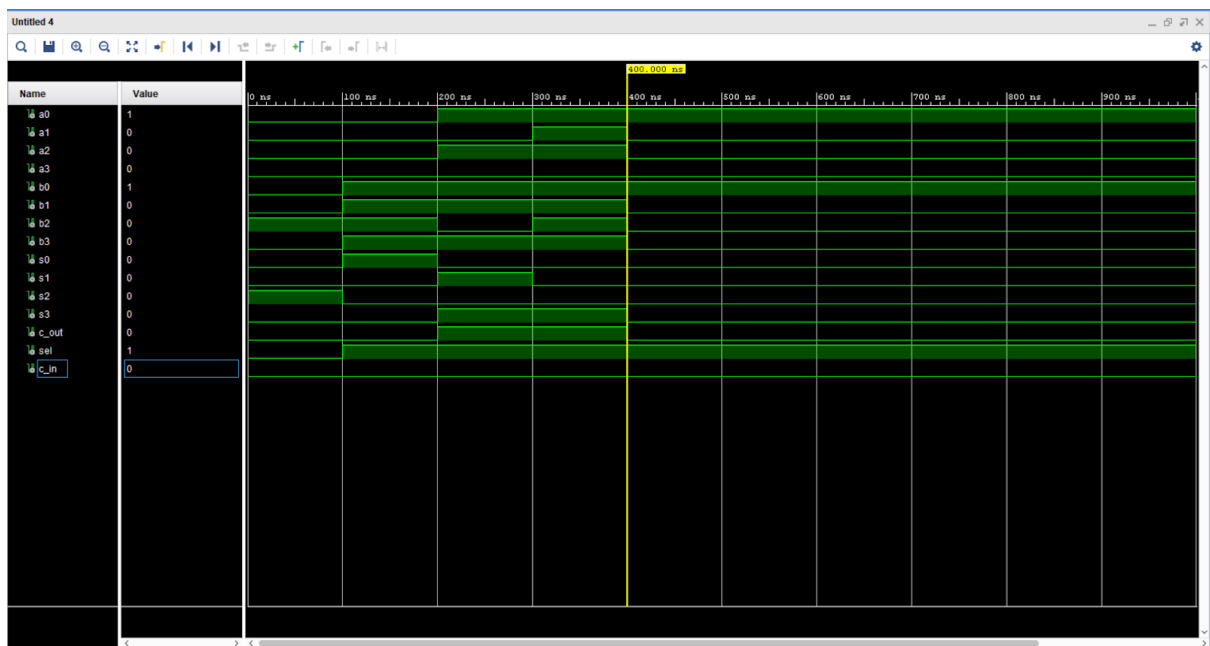 Untitled 4
400.000 ns
Name Value
0 ns 100 ns 200 ns 300 ns 400 ns 500 ns 600 ns 700 ns 800 ns 900 ns
a0 1
a1 0
a2 0
a3 0
b0 1
b1 0
b2 0
b3 0
s0 0
s1 0
s2 0
s3 0
c_out 0
sel 1
c_in 0